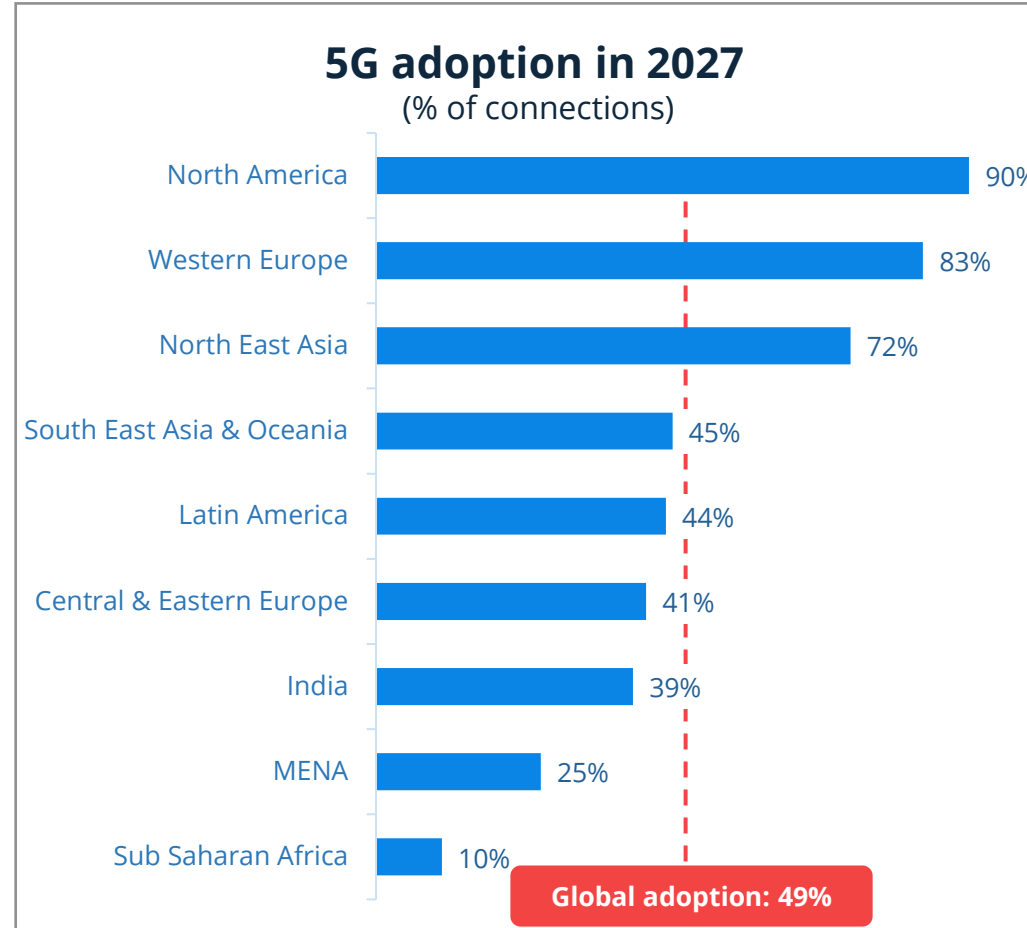 5G adoption in 2027
(% of connections)
North America 90%
Western Europe 83%
North East Asia 72%
South East Asia & Oceania 45%
Latin America 44%
Central & Eastern Europe 41%
India 39%
MENA 25%
Sub Saharan Africa 10%
Global adoption: 49%